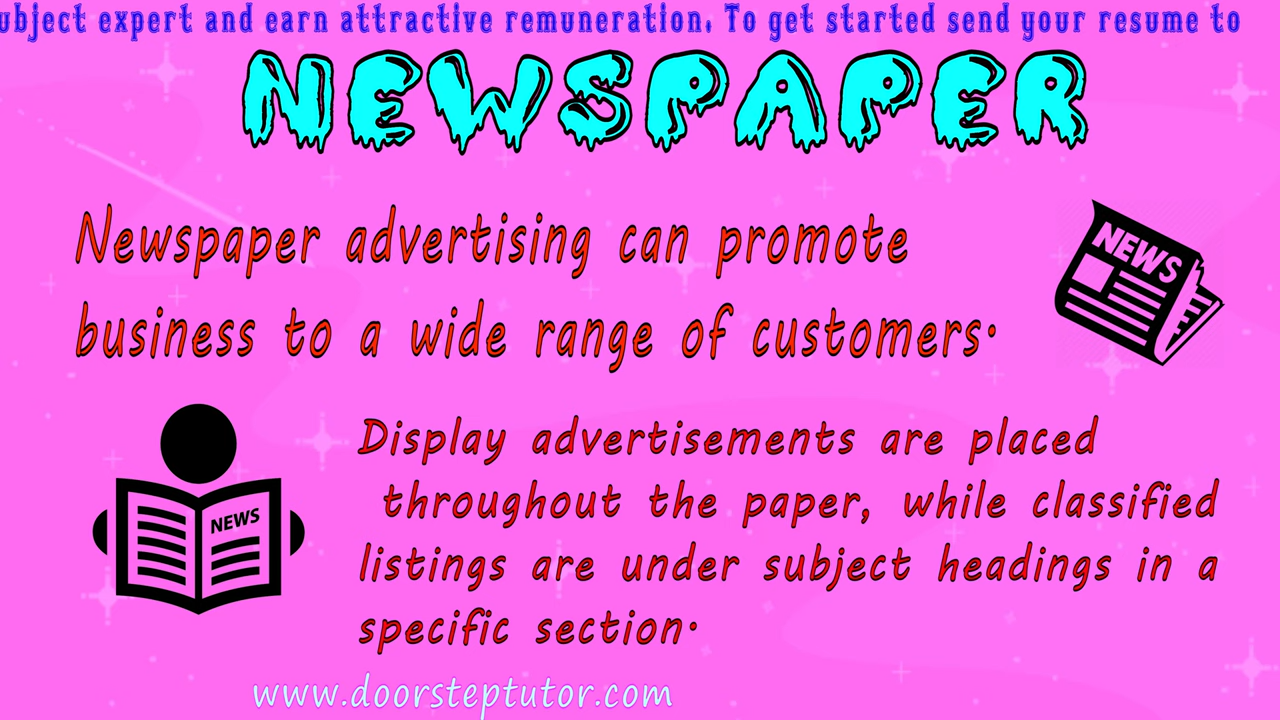 expert and earn attractive remuneration. To get started send your resume to
NEWSPAPER
Newspaper advertising can promote
business to a wide range of customers.
NEWS
Display advertisements are placed
throughout the paper, while classified
NEWS
listings are under subject headings in a
specific section.
www.doorsteptutor.com